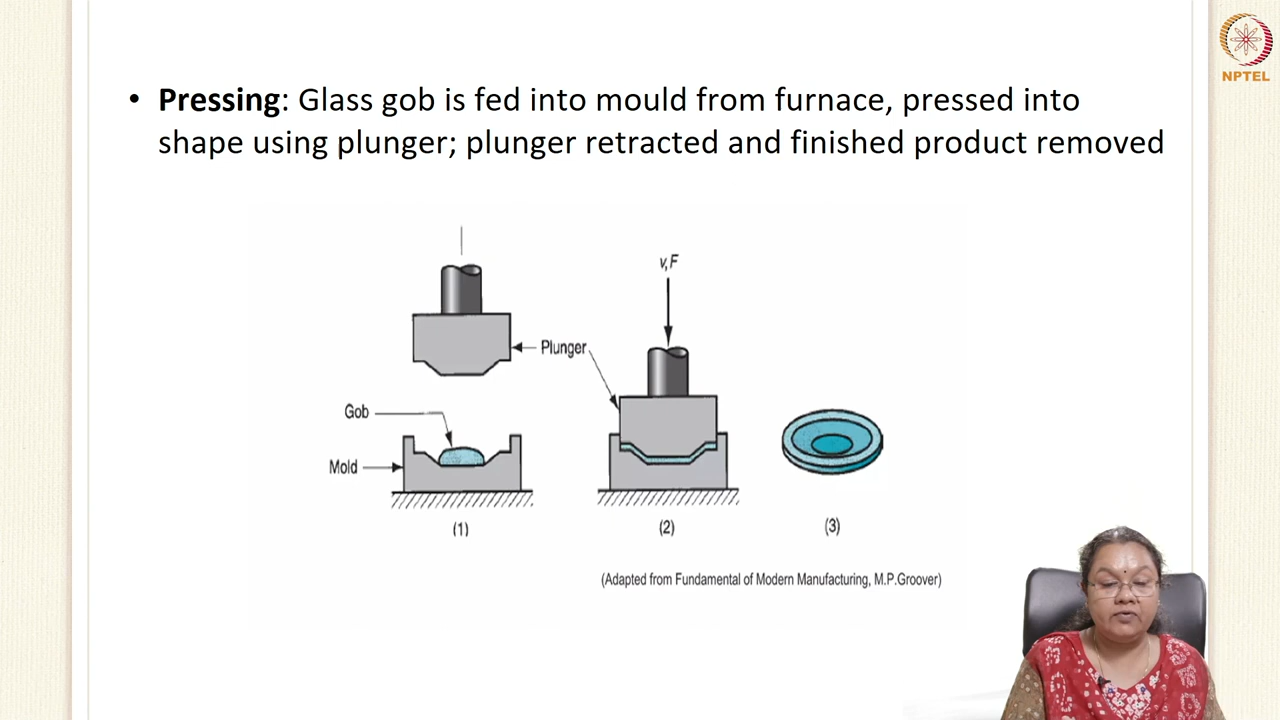 NPTEL
• Pressing: Glass gob is fed into mould from furnace, pressed into
shape using plunger; plunger retracted and finished product removed
v,F
Plunger
Gob
Mold
(1)
(2)
(3)
(Adapted from Fundamental of Modern Manufacturing, M.P.Groover)